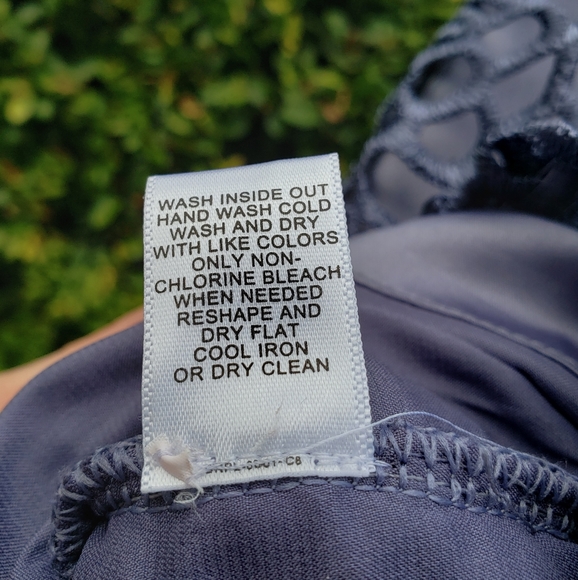 WASH INSIDE OUT
HAND WASH COLD
WASH AND DRY
WITH LIKE COLORS
ONLY NON-
CHLORINE BLEACH
WHEN NEEDED
RESHAPE AND
DRY FLAT
COOL IRON
OR DRY CLEAN